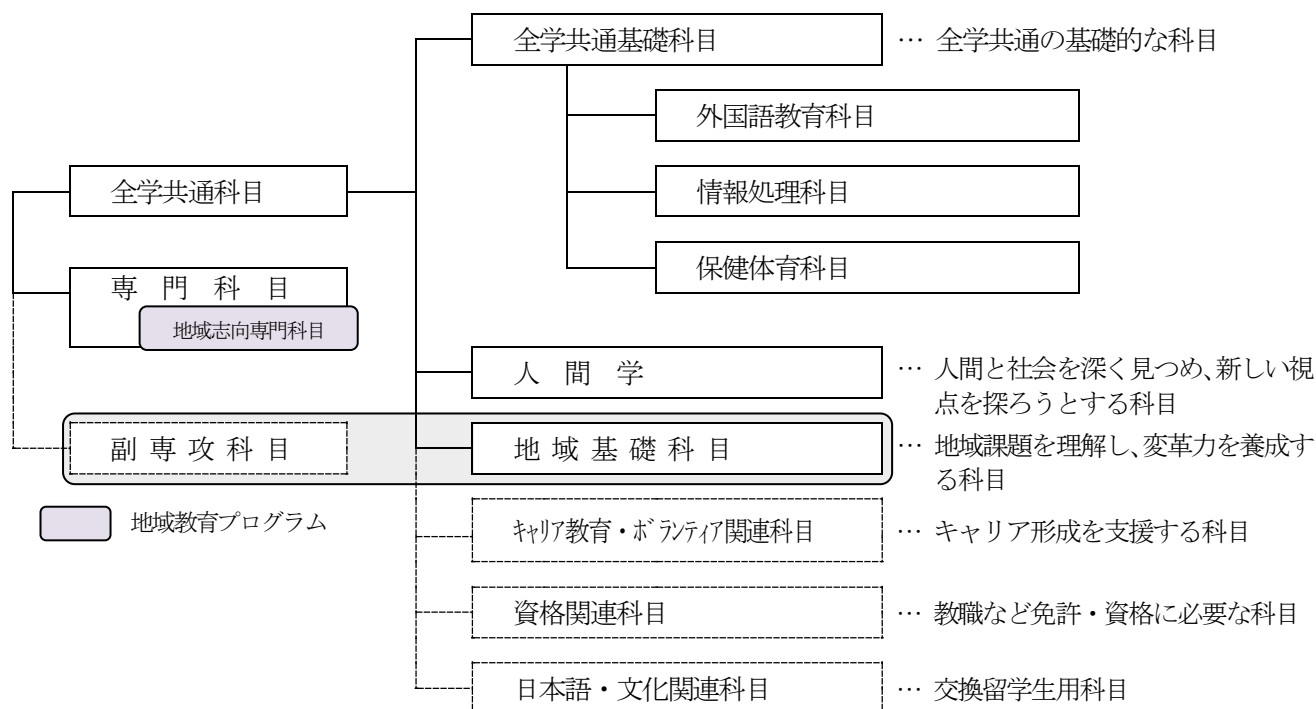 全学共通基礎科目
… 全学共通の基礎的な科目
外国語教育科目
全学共通科目
情報処理科目
保健体育科目
専門科目
地域志向専門科目
人間学
… 人間と社会を深く見つめ、新しい視
点を探ろうとする科目
副専攻科目
地域基礎科目
… 地域課題を理解し、変革力を養成す
る科目
地域教育プログラム
ｷｬﾘｱ教育・ﾎﾞﾗﾝﾃｨｱ関連科目
… キャリア形成を支援する科目
資格関連科目
… 教職など免許・資格に必要な科目
日本語・文化関連科目
… 交換留学生用科目